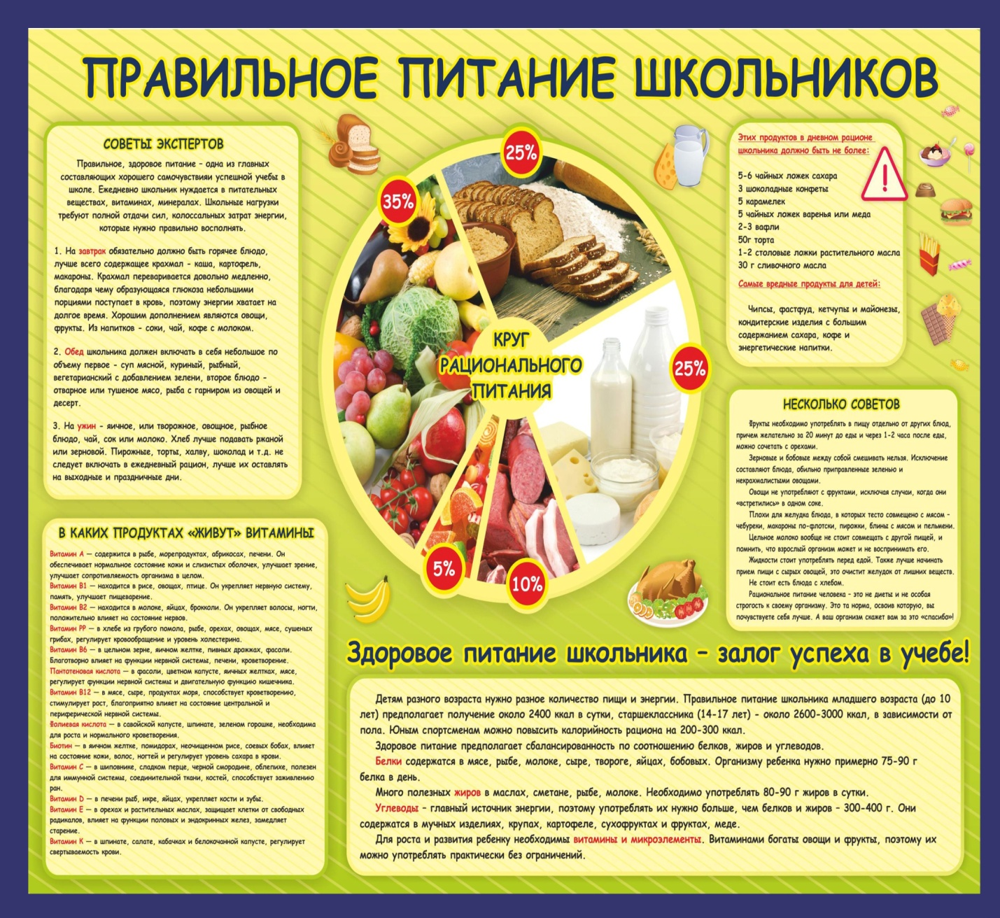 ПРАВИЛЬНОЕ ПИТАНИЕ ШКОЛЬНИКОВ
СОВЕТЫ ЭКСПЕРТОВ
Правильное, здоровое питание - одна из главных
составляющих хорошего самочувствияи успешной учебы в
школе. Ежедневно школьник нуждается в питательных
веществах, витаминах, минералах. Школьные нагрузки
требуют полной отдачи сил, колоссальных затрат энергии,
которые нужно правильно восполнять.
1. На завтрак обязательно должно быть горячее блюдо,
лучше всего содержащее крахмал - каша, картофель,
макароны. Крахмал переваривается довольно медленно,
благодаря чему образующаяся глюкоза небольшими
порциями поступает в кровь, поэтому энергии хватает на
долгое время. Хорошим дополнением являются овощи,
фрукты. Из напитков - соки, чай, кофе с молоком.
2. Обед школьника должен включать в себя небольшое по
объему первое - суп мясной, куриный, рыбный,
вегетарианский с добавлением зелени, второе блюдо -
отварное или тушеное мясо, рыба с гарниром из овощей и
десерт.
3. На ужин - яичное, или творожное, овощное, рыбное
блюдо, чай, сок или молоко. Хлеб лучше подавать ржаной
или зерновой. Пирожные, торты, халву, шоколад и т.д. не
следует включать в ежедневный рацион, лучше их оставлять
на выходные и праздничные дни.
В КАКИХ ПРОДУКТАХ «ЖИВУТ» ВИТАМИНЫ
Витамин А — содержится в рыбе, морепродуктах, абрикосах, печени. Он
обеспечивает нормальное состояние кожи и слизистых оболочек, улучшает зрение,
улучшает сопротивляемость организма в целом.
Витамин В1 — находится в рисе, овощах, птице. Он укрепляет нервную систему,
память, улучшает пищеварение.
Витамин В2 — находится в молоке, яйцах, брокколи. Он укрепляет волосы, ногти,
положительно влияет на состояние нервов.
Витамин РР — в хлебе из грубого помола, рыбе, орехах, овощах, мясе, сушеных
грибах, регулирует кровообращение и уровень холестерина.
Витамин В6 — в цельном зерне, яичном желтке, пивных дрожжах, фасоли.
Благотворно влияет на функции нервной системы, печени, кроветворение.
Пантотеновая кислота — в фасоли, цветном капусте, яичных желтках, мясе,
регулирует функции нервной системы и двигательную функцию кишечника.
Витамин В12 — в мясе, сыре, продуктах моря, способствует кроветворению,
стимулирует рост, благоприятно влияет на состояние центральной и
периферической нервной системы.
Фолиевая кислота — в савойской капусте, шпинате, зеленом горошке, необходима
для роста и нормального кроветворения.
Биотин — в яичном желтке, помидорах, неочищенном рисе, соевых бобах, влияет
на состояние кожи, волос, ногтей и регулирует уровень сахара в крови.
Витамин С — в шиповнике, сладком перце, черной смородине, облепихе, полезен
для иммунной системы, соединительной ткани, костей, способствует заживлению
ран.
Витамин D — в печени рыб, икре, яйцах, укрепляет кости и зубы.
Витамин Е — в орехах и растительных маслах, защищает клетки от свободных
радикалов, влияет на функции половых и эндокринных желез, замедляет
старение.
Витамин К — в шпинате, салате, кабачках и белокочанной капусте, регулирует
свертываемость крови.
25%
35%
25%
КРУГ
РАЦИОНАЛЬНОГО
ПИТАНИЯ
5%
10%
Этих продуктов в дневном рационе
школьника должно быть не более:
!
5-6 чайных ложек сахара
3 шоколадные конфеты
5 карамелек
5 чайных ложек варенья или меда
2-3 вафли
50г торта
1-2 столовые ложки растительного масла
30 г сливочного масла
Самые вредные продукты для детей:
Чипсы, фастфуд, кетчупы и майонезы,
кондитерские изделия с большим
содержанием сахара, кофе и
энергетические напитки.
НЕСКОЛЬКО СОВЕТОВ
Фрукты необходимо употреблять в пищу отдельно от других блюд,
причем желательно за 20 минут до еды и через 1-2 часа после еды,
можно сочетать с орехами.
Зерновые и бобовые между собой смешивать нельзя. Исключение
составляют блюда, обильно приправленные зеленью и
некрахмалистыми овощами.
Овощи не употребляют с фруктами, исключая случаи, когда они
«встретились» в одном соке.
Плохи для желудка блюда, в которых тесто совмещено с мясом -
чебуреки, макароны по-флотски, пирожки, блины с мясом и пельмени.
Цельное молоко вообще не стоит совмещать с другой пищей, и
помнить, что взрослый организм может и не воспринимать его.
Жидкости стоит употреблять перед едой. Также лучше начинать
прием пищи с сырых овощей, это очистит желудок от лишних веществ.
Не стоит есть блюда с хлебом.
Рациональное питание человека - это не диеты и не особая
строгость к своему организму. Это та норма, освоив которую, вы
почувствуете себя лучше. А ваш организм скажет вам за это «спасибо»!
Здоровое питание школьника - залог успеха в учебе!
Детям разного возраста нужно разное количество пищи и энергии. Правильное питание школьника младшего возраста (до 10
лет) предполагает получение около 2400 ккал в сутки, старшеклассника (14-17 лет) - около 2600-3000 ккал, в зависимости от
пола. Юным спортсменам можно повысить калорийность рациона на 200-300 ккал.
Здоровое питание предполагает сбалансированность по соотношению белков, жиров и углеводов.
Белки содержатся в мясе, рыбе, молоке, сыре, твороге, яйцах, бобовых. Организму ребенка нужно примерно 75-90 г
белка в день.
Много полезных жиров в маслах, сметане, рыбе, молоке. Необходимо употреблять 80-90 г жиров в сутки.
Углеводы - главный источник энергии, поэтому употреблять их нужно больше, чем белков и жиров - 300-400 г. Они
содержатся в мучных изделиях, крупах, картофеле, сухофруктах и фруктах, меде.
Для роста и развития ребенку необходимы витамины и микроэлементы. Витаминами богаты овощи и фрукты, поэтому их
можно употреблять практически без ограничений.